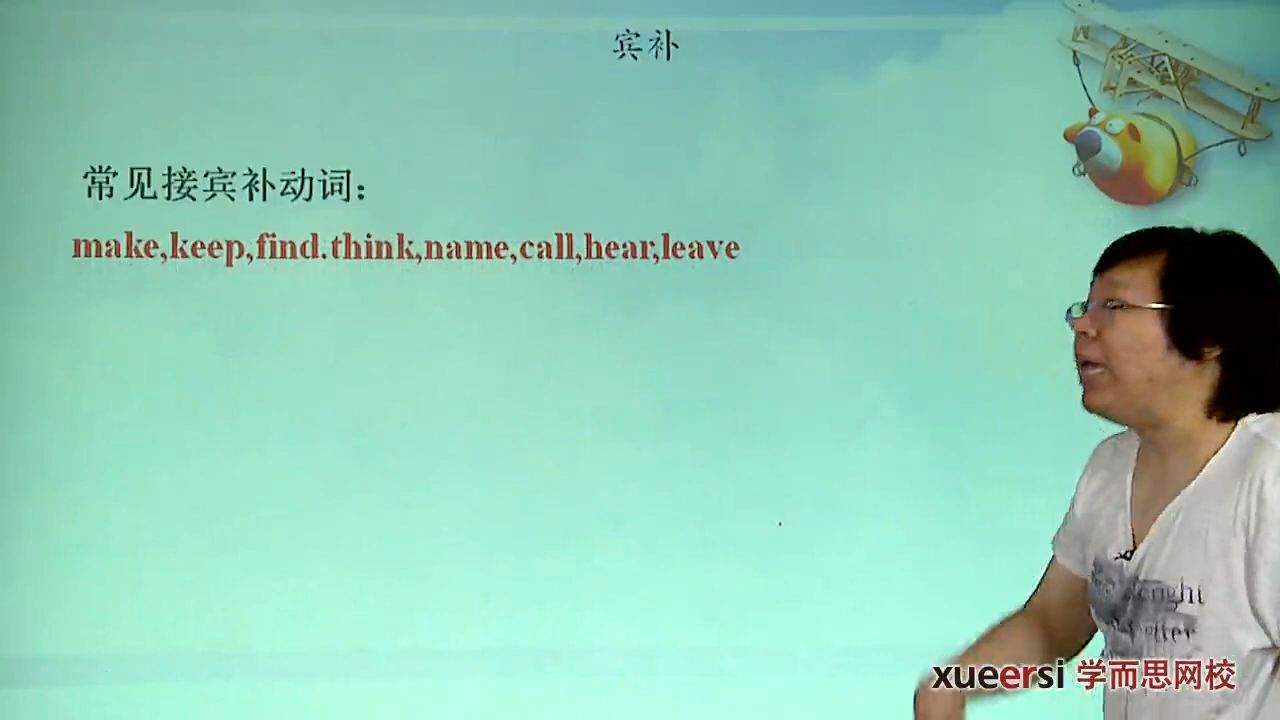 宾补
常见接宾补动词：
make,keep,find.think,name,call,hear,leave
xueersi 学而思网校